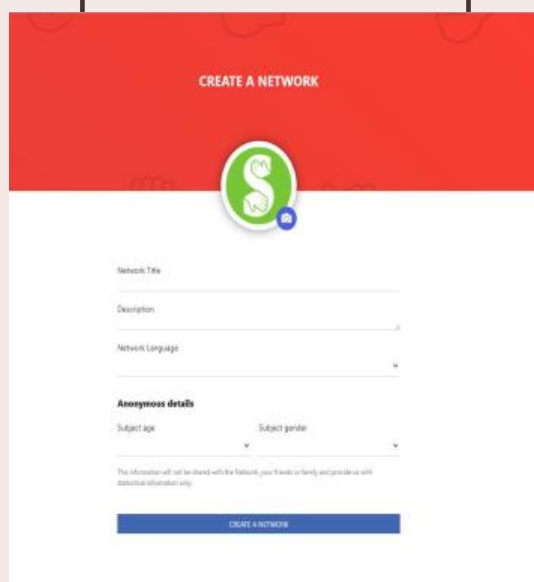 CREATE A NETWORK
Network Title
Description
Network Language
Anonymous details
Subject age
Subject gender
This information will not be shared with the Network, your friends or family and provide us with
statistical information only.
CREATE A NETWORK